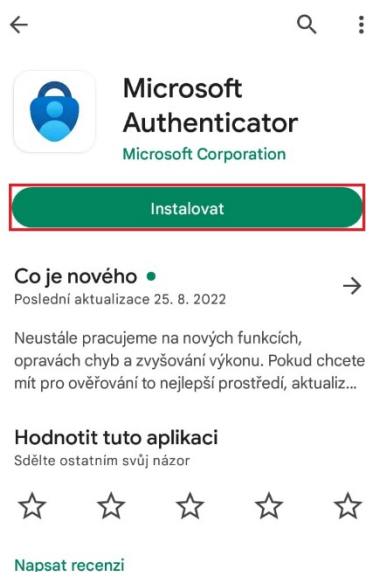 Microsoft
Authenticator
Microsoft Corporation
Instalovat
Co je nového
Poslední aktualizace 25. 8. 2022
Neustále pracujeme na nových funkcích,
opravách chyb a zvyšování výkonu. Pokud chcete
mít pro ověřování to nejlepší prostředí, aktualiz...
Hodnotit tuto aplikaci
Sdělte ostatním svůj názor
Napsat recenzi